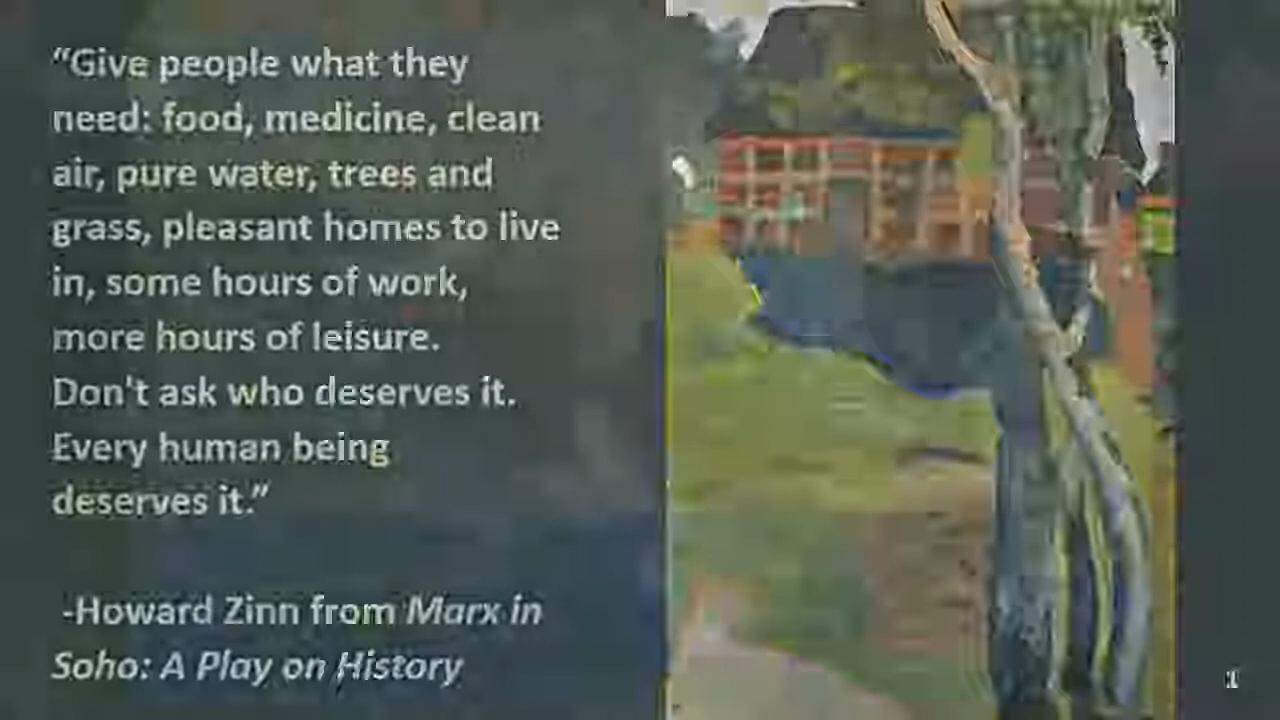 “Give people what they
need: food, medicine, clean
air, pure water, trees and
grass, pleasant homes to live
in, some hours of work,
more hours of leisure.
Don't ask who deserves it.
Every human being
deserves it.”
-Howard Zinn from Marx in
Soho: A Play on History
1